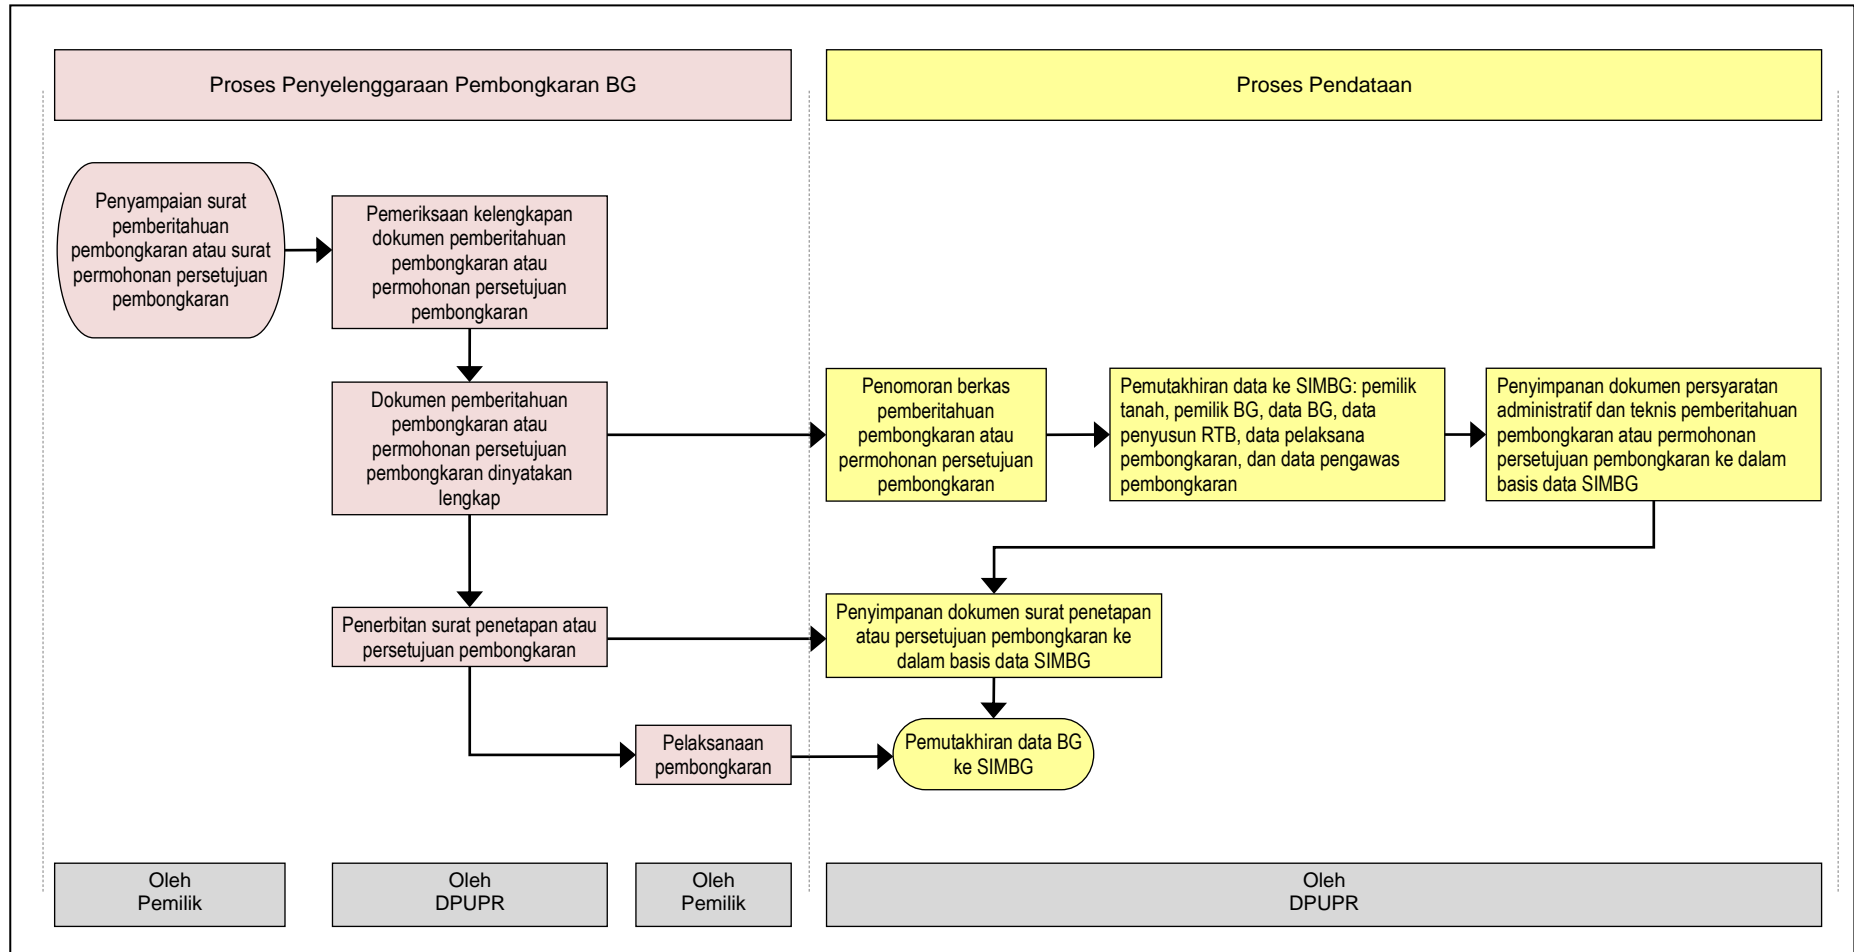 Proses Penyelenggaraan Pembongkaran BG
Proses Pendataan
Penyampaian surat
pemberitahuan
pembongkaran atau surat
permohonan persetujuan
pembongkaran
Pemeriksaan kelengkapan
dokumen pemberitahuan
pembongkaran atau
permohonan persetujuan
pembongkaran
Dokumen pemberitahuan
pembongkaran atau
permohonan persetujuan
pembongkaran dinyatakan
lengkap
Penomoran berkas
pemberitahuan
pembongkaran atau
permohonan persetujuan
pembongkaran
Pemutakhiran data ke SIMBG: pemilik
tanah, pemilik BG, data BG, data
penyusun RTB, data pelaksana
pembongkaran, dan data pengawas
pembongkaran
Penyimpanan dokumen persyaratan
administratif dan teknis pemberitahuan
pembongkaran atau permohonan
persetujuan pembongkaran ke dalam
basis data SIMBG
Penerbitan surat penetapan atau
persetujuan pembongkaran
Penyimpanan dokumen surat penetapan
atau persetujuan pembongkaran ke
dalam basis data SIMBG
Pelaksanaan
pembongkaran
Pemutakhiran data BG
ke SIMBG
Oleh
Pemilik
Oleh
DPUPR
Oleh
Pemilik
Oleh
DPUPR